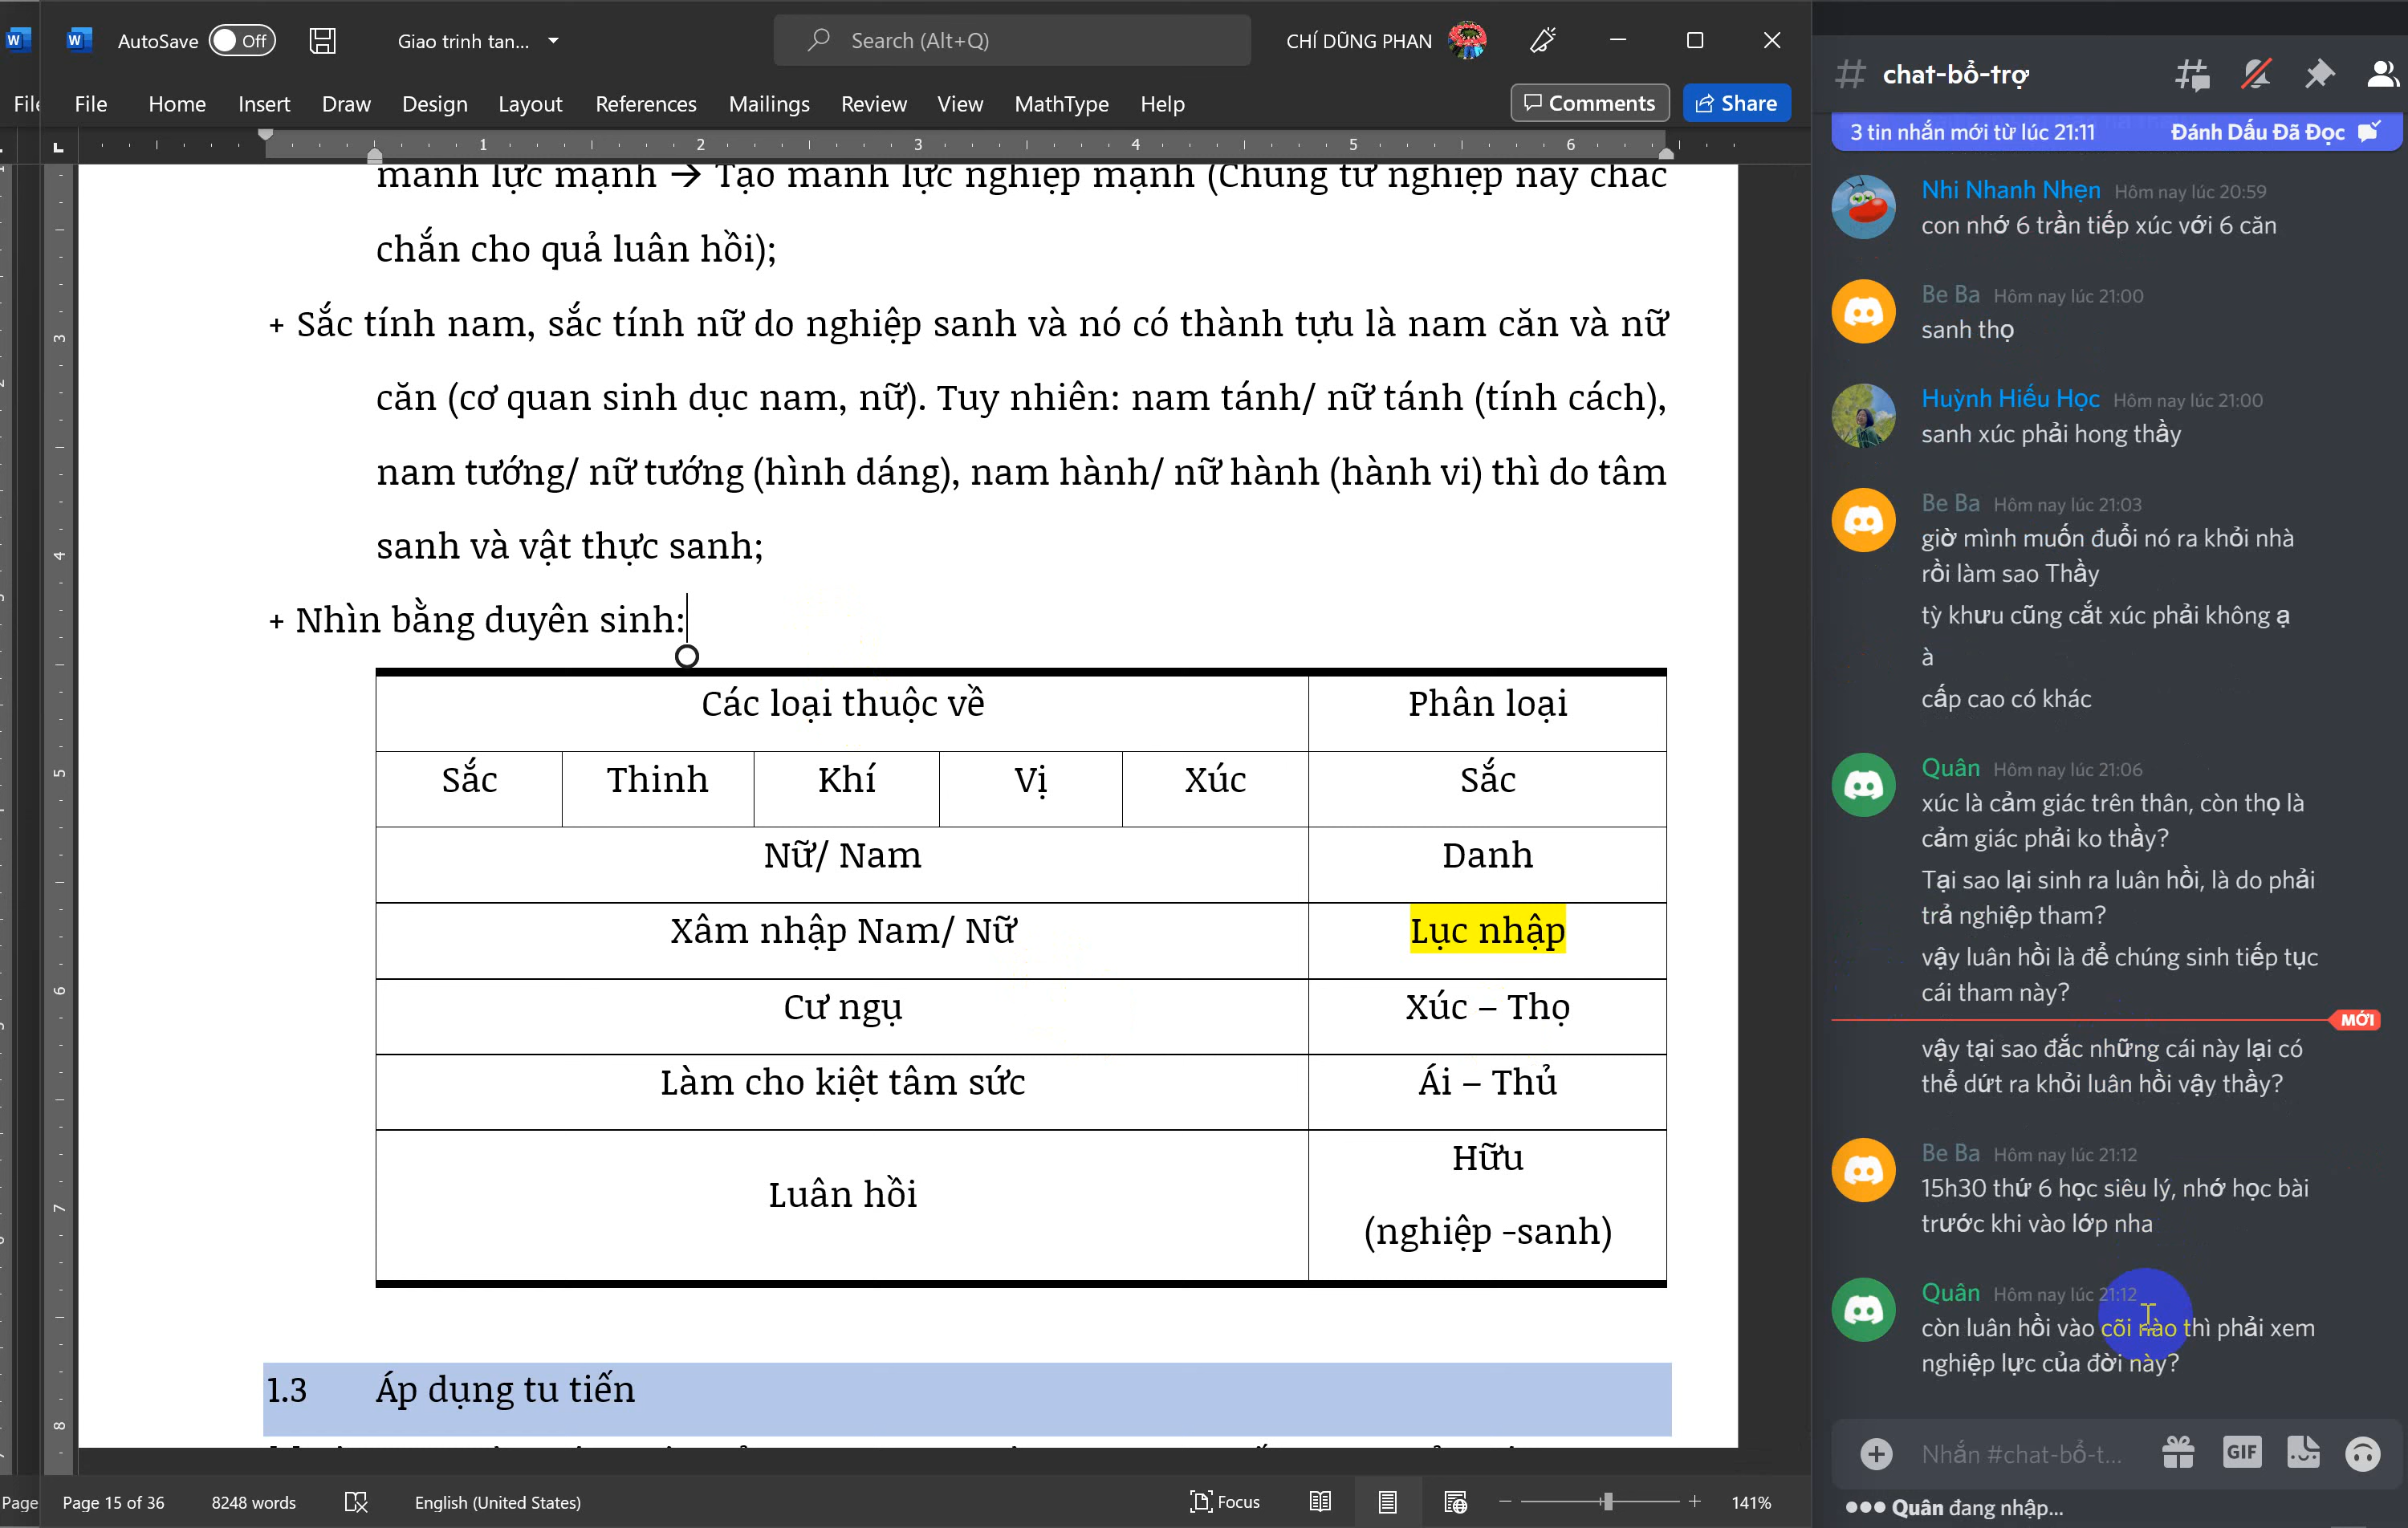 AutoSave Off
Giao trinh tan...
Search (Alt+Q)
CHÍ DŨNG PHAN
File Home Insert Draw Design Layout References Mailings Review View MathType Help
Comments Share
1 2 3 4 5 6
mãnh lực mạnh → Tạo mãnh lực nghiệp mạnh (Chủng tử nghiệp này chắc
chắn cho quả luân hồi);
+ Sắc tính nam, sắc tính nữ do nghiệp sanh và nó có thành tựu là nam căn và nữ
căn (cơ quan sinh dục nam, nữ). Tuy nhiên: nam tánh/ nữ tánh (tính cách),
nam tướng/ nữ tướng (hình dáng), nam hành/ nữ hành (hành vi) thì do tâm
sanh và vật thực sanh;
+ Nhìn bằng duyên sinh:
Các loại thuộc về Phân loại
Sắc Thinh Khí Vị Xúc Sắc
Nữ/ Nam Danh
Xâm nhập Nam/ Nữ Lục nhập
Cư ngụ Xúc – Thọ
Làm cho kiệt tâm sức Ái – Thủ
Luân hồi Hữu
(nghiệp -sanh)
1.3 Áp dụng tu tiến
Page 15 of 36 8248 words English (United States) Focus 141%
# chat-bổ-trợ
3 tin nhắn mới từ lúc 21:11 Đánh Dấu Đã Đọc
Nhi Nhanh Nhẹn Hôm nay lúc 20:59
con nhớ 6 trần tiếp xúc với 6 căn
Be Ba Hôm nay lúc 21:00
sanh thọ
Huỳnh Hiếu Học Hôm nay lúc 21:00
sanh xúc phải hong thầy
Be Ba Hôm nay lúc 21:03
giờ mình muốn đuổi nó ra khỏi nhà
rồi làm sao Thầy
tỳ khưu cũng cắt xúc phải không ạ
à
cấp cao có khác
Quân Hôm nay lúc 21:06
xúc là cảm giác trên thân, còn thọ là
cảm giác phải ko thầy?
Tại sao lại sinh ra luân hồi, là do phải
trả nghiệp tham?
vậy luân hồi là để chúng sinh tiếp tục
cái tham này?
MỚI
vậy tại sao đắc những cái này lại có
thể dứt ra khỏi luân hồi vậy thầy?
Be Ba Hôm nay lúc 21:12
15h30 thứ 6 học siêu lý, nhớ học bài
trước khi vào lớp nha
Quân Hôm nay lúc 21:12
còn luân hồi vào cõi nào thì phải xem
nghiệp lực của đời này?
Nhắn #chat-bổ-t...
GIF
Quân đang nhập...